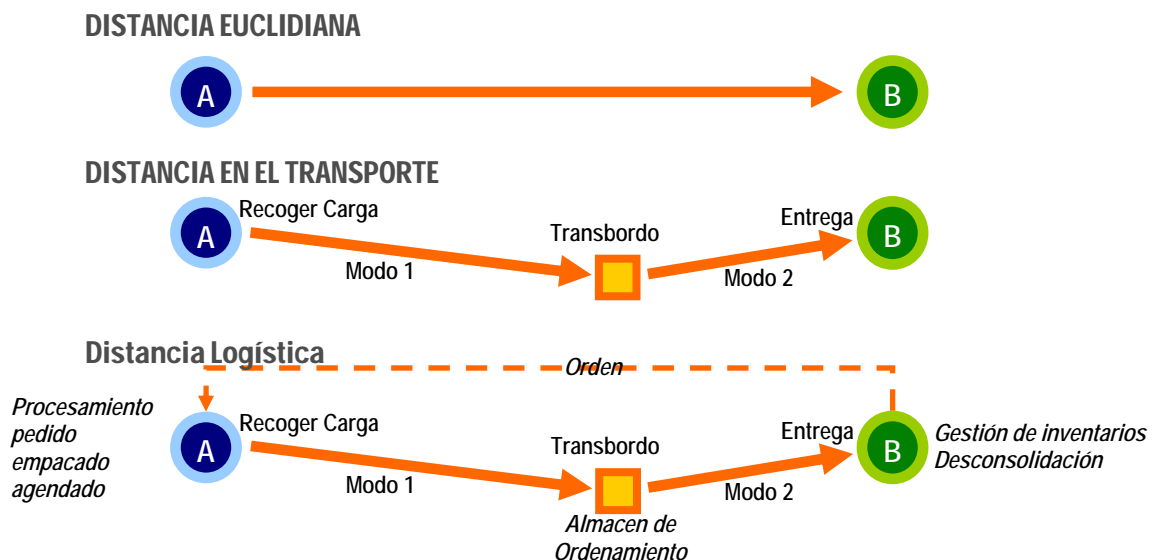 DISTANCIA EUCLIDIANA
A
B
DISTANCIA EN EL TRANSPORTE
A
Recoger Carga
Modo 1
Transbordo
Entrega
Modo 2
B
Distancia Logística
Orden
Procesamiento
pedido
empacado
agendado
A
Recoger Carga
Modo 1
Transbordo
Almacen de
Ordenamiento
Entrega
Modo 2
B
Gestión de inventarios
Desconsolidación